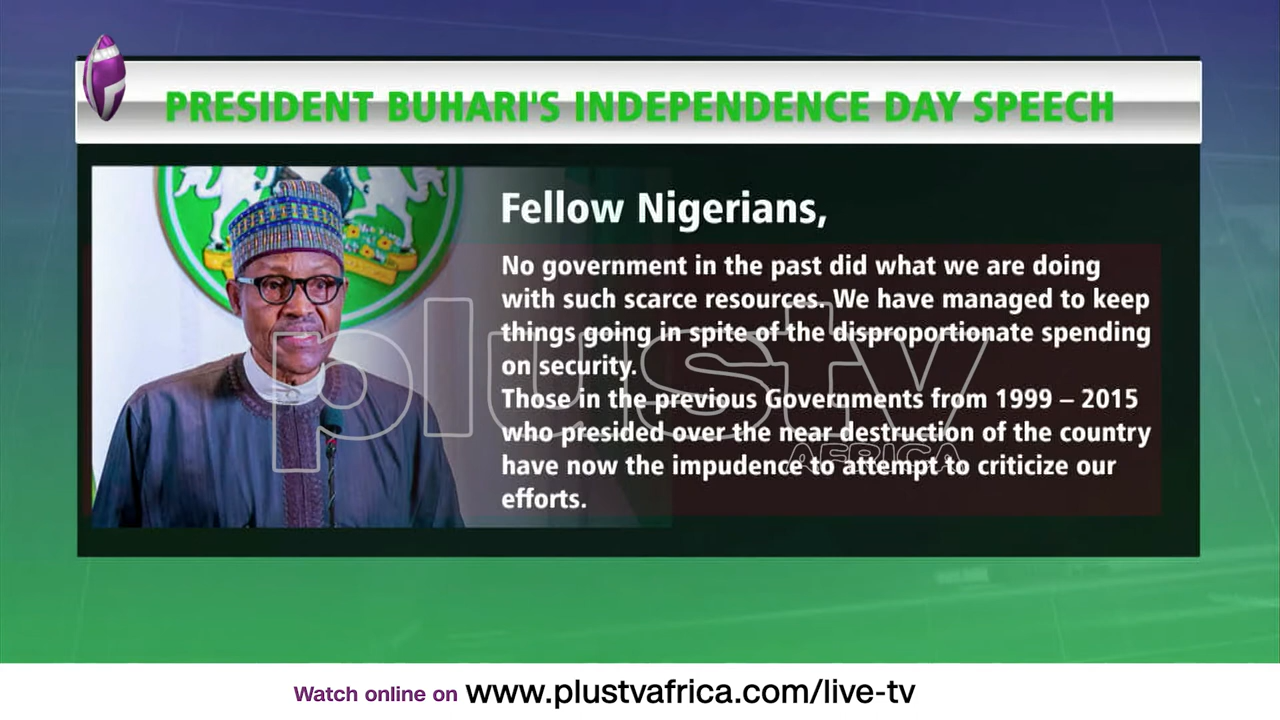 PRESIDENT BUHARI'S INDEPENDENCE DAY SPEECH
Fellow Nigerians,
No government in the past did what we are doing
with such scarce resources. We have managed to keep
things going in spite of the disproportionate spending
on security.
Those in the previous Governments from 1999 – 2015
who presided over the near destruction of the country
have now the impudence to attempt to criticize our
efforts.
plustv
AFRICA
Watch online on www.plustvafrica.com/live-tv